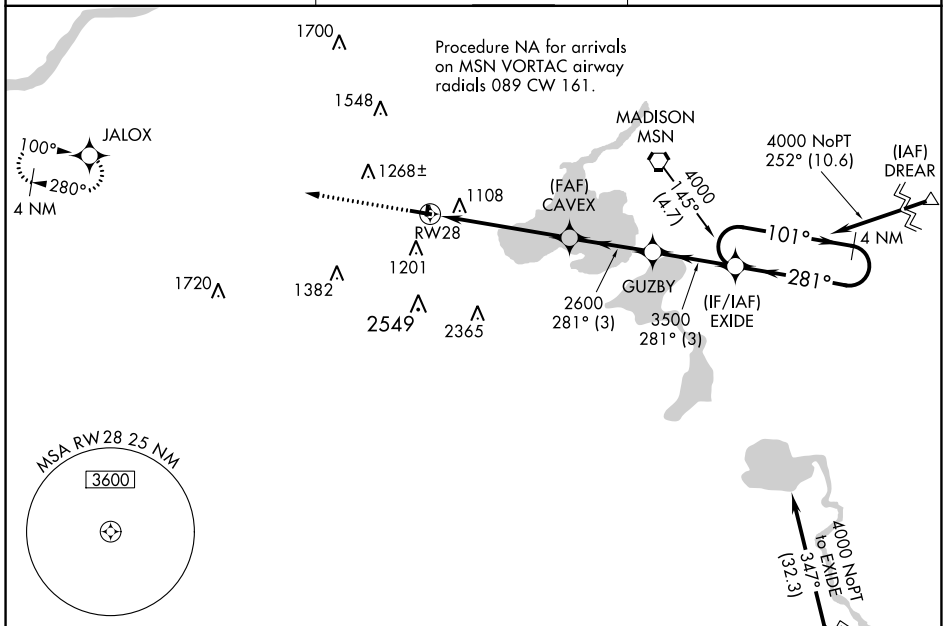 1700
Procedure NA for arrivals
on MSN VORTAC airway
radials 089 CW 161.
1548
MADISON
MSN
JALOX
100°
280°
4 NM
4000 NoPT
252° (10.6)
(IAF)
DREAR
1268±
4000
145°
(4.7)
(FAF)
CAVEX
1108
RW28
101°
4 NM
1201
281°
GUZBY
(IF/IAF)
EXIDE
1720
1382
2600
281° (3)
3500
281° (3)
2549
2365
MSA RW28 25 NM
3600
4000 NoPT
to EXIDE
347°
(32.3)